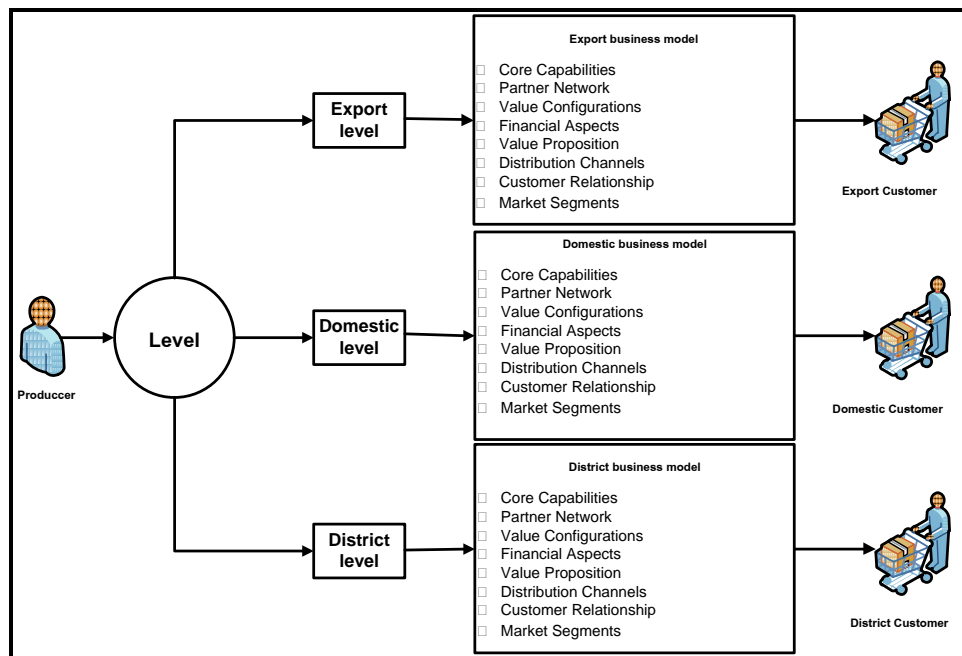 Export business model
Core Capabilities
Partner Network
Value Configurations
Financial Aspects
Value Proposition
Distribution Channels
Customer Relationship
Market Segments
Export
level
Export Customer
Domestic business model
Core Capabilities
Partner Network
Value Configurations
Financial Aspects
Value Proposition
Distribution Channels
Customer Relationship
Market Segments
Level
Domestic
level
Produccer
Domestic Customer
District business model
Core Capabilities
Partner Network
Value Configurations
Financial Aspects
Value Proposition
Distribution Channels
Customer Relationship
Market Segments
District
level
District Customer